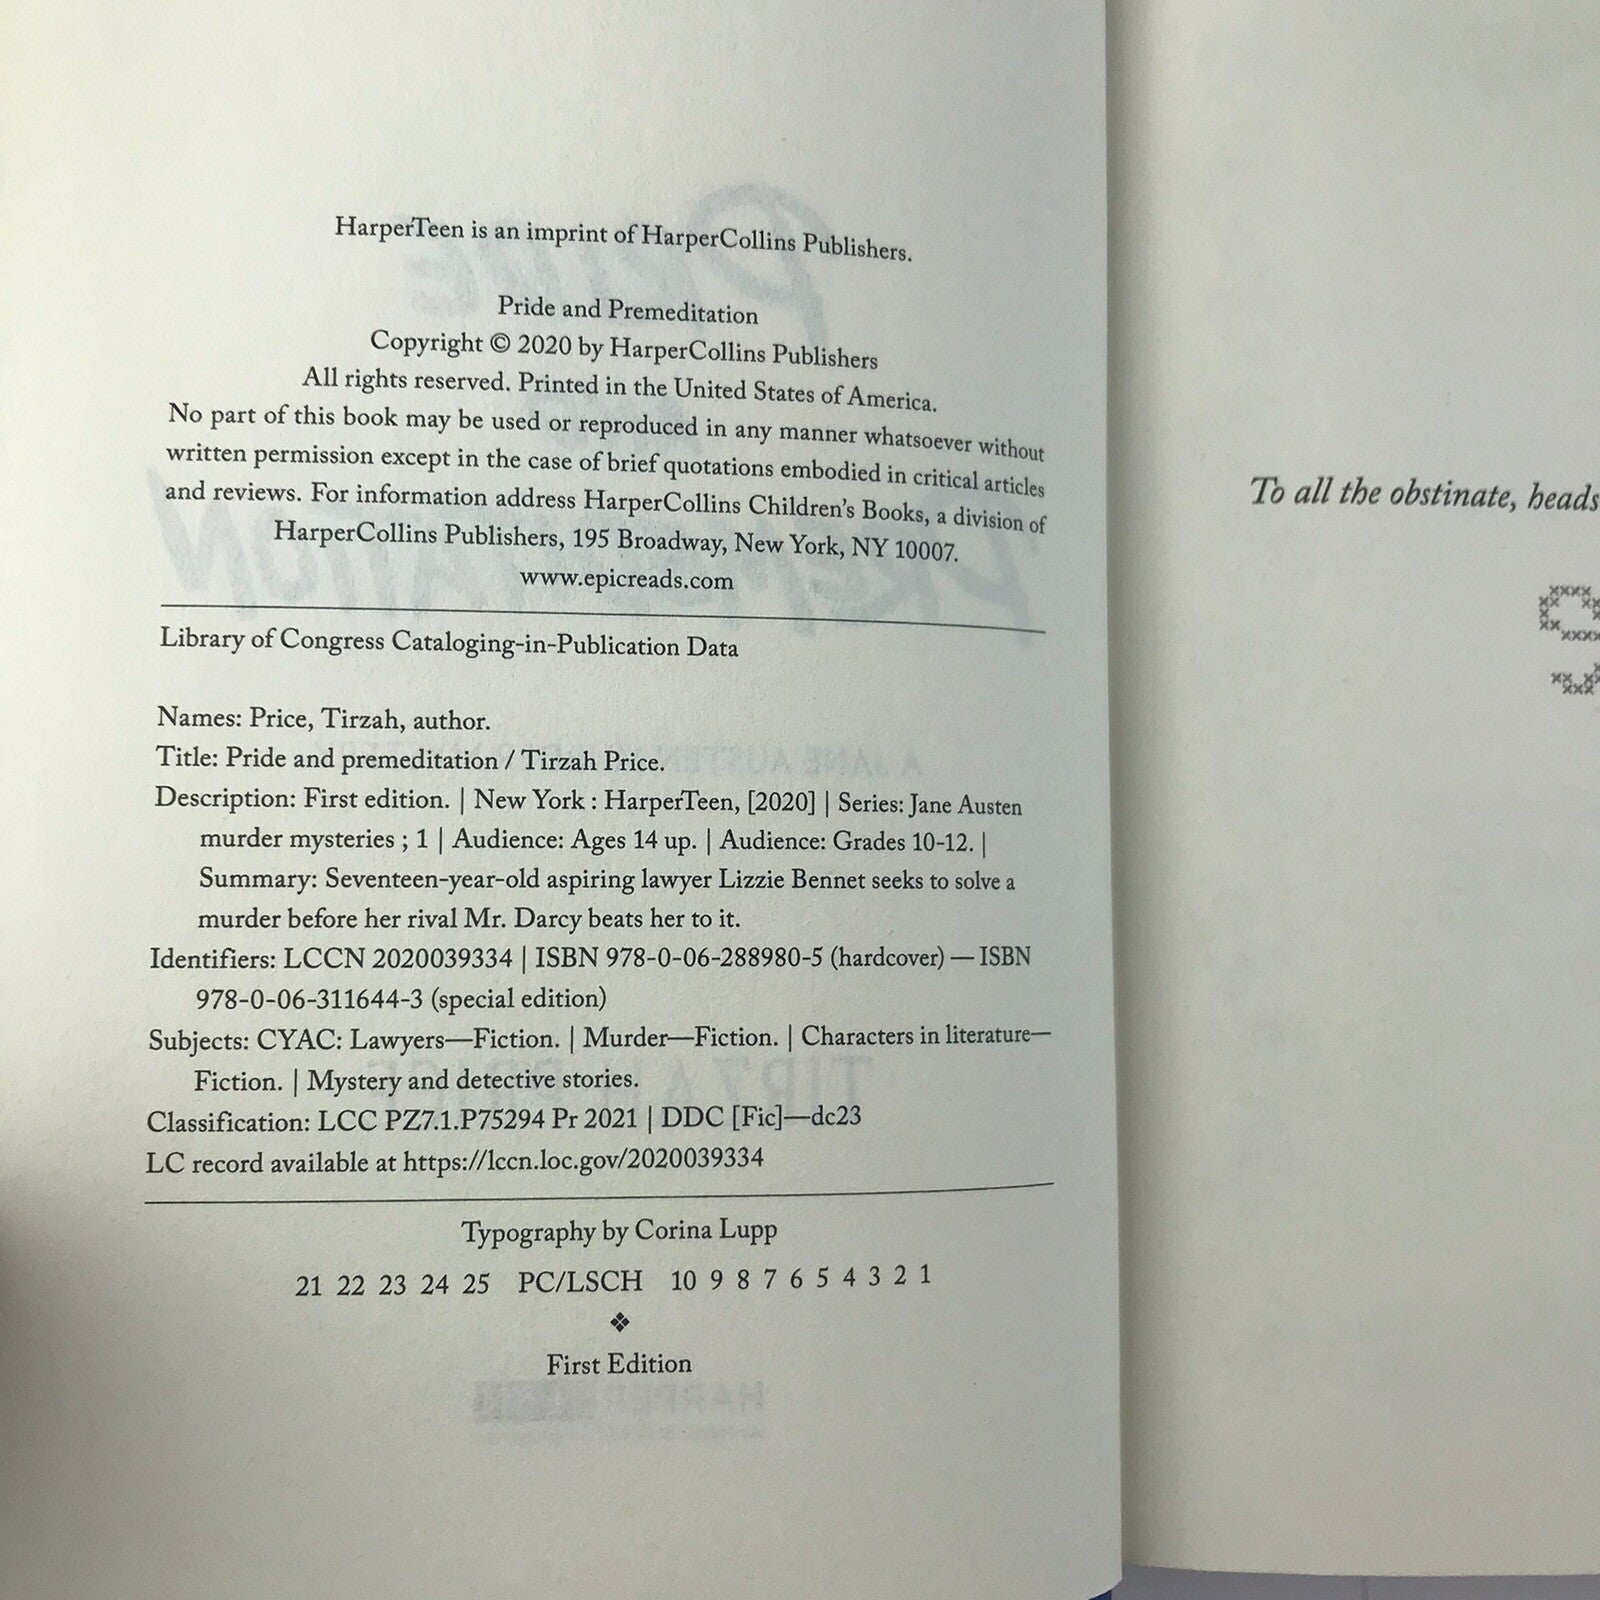 HarperTeen is an imprint of HarperCollins Publishers.
Pride and Premeditation
Copyright © 2020 by HarperCollins Publishers
All rights reserved. Printed in the United States of America.
No part of this book may be used or reproduced in any manner whatsoever without
written permission except in the case of brief quotations embodied in critical articles
and reviews. For information address HarperCollins Children's Books, a division of
HarperCollins Publishers, 195 Broadway, New York, NY 10007.
www.epicreads.com
Library of Congress Cataloging-in-Publication Data
Names: Price, Tirzah, author.
Title: Pride and premeditation / Tirzah Price.
Description: First edition. | New York : HarperTeen, [2020] | Series: Jane Austen
murder mysteries ; 1 | Audience: Ages 14 up. | Audience: Grades 10-12. |
Summary: Seventeen-year-old aspiring lawyer Lizzie Bennet seeks to solve a
murder before her rival Mr. Darcy beats her to it.
Identifiers: LCCN 2020039334 | ISBN 978-0-06-288980-5 (hardcover) — ISBN
978-0-06-311644-3 (special edition)
Subjects: CYAC: Lawyers—Fiction. | Murder—Fiction. | Characters in literature—
Fiction. | Mystery and detective stories.
Classification: LCC PZ7.1.P75294 Pr 2021 | DDC [Fic]—dc23
LC record available at https://lccn.loc.gov/2020039334
Typography by Corina Lupp
21 22 23 24 25 PC/LSCH 10 9 8 7 6 5 4 3 2 1
❖
First Edition
To all the obstinate, heads